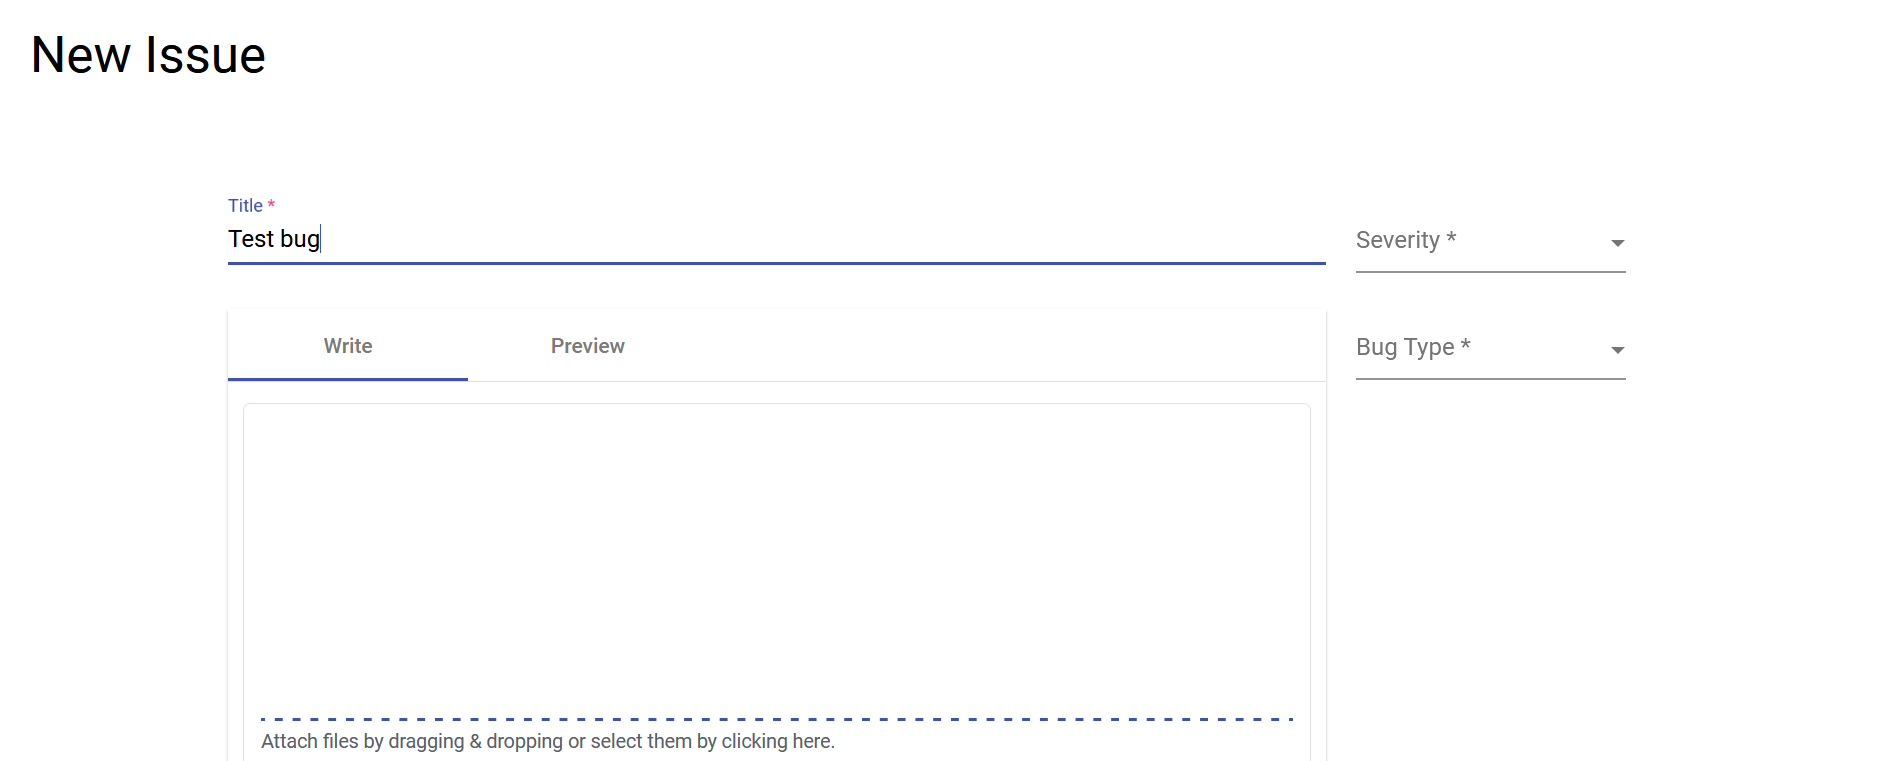 New Issue
Title *
Test bug
Severity *
Write
Preview
Bug Type *
Attach files by dragging & dropping or select them by clicking here.